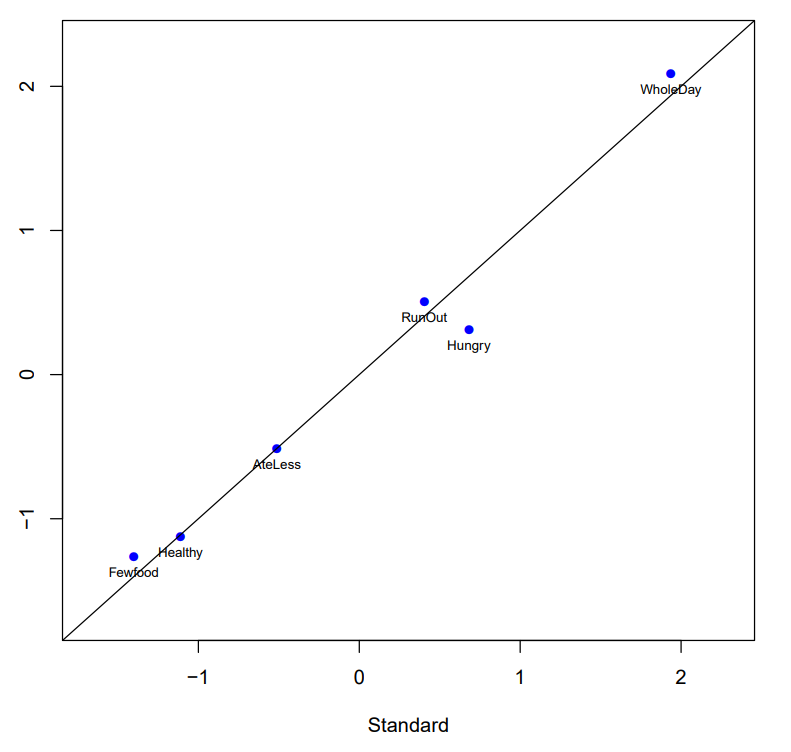 2
WholeDay
1
RunOut
Hungry
0
AteLess
−1
Healthy
Fewfood
−1 0 1 2
Standard